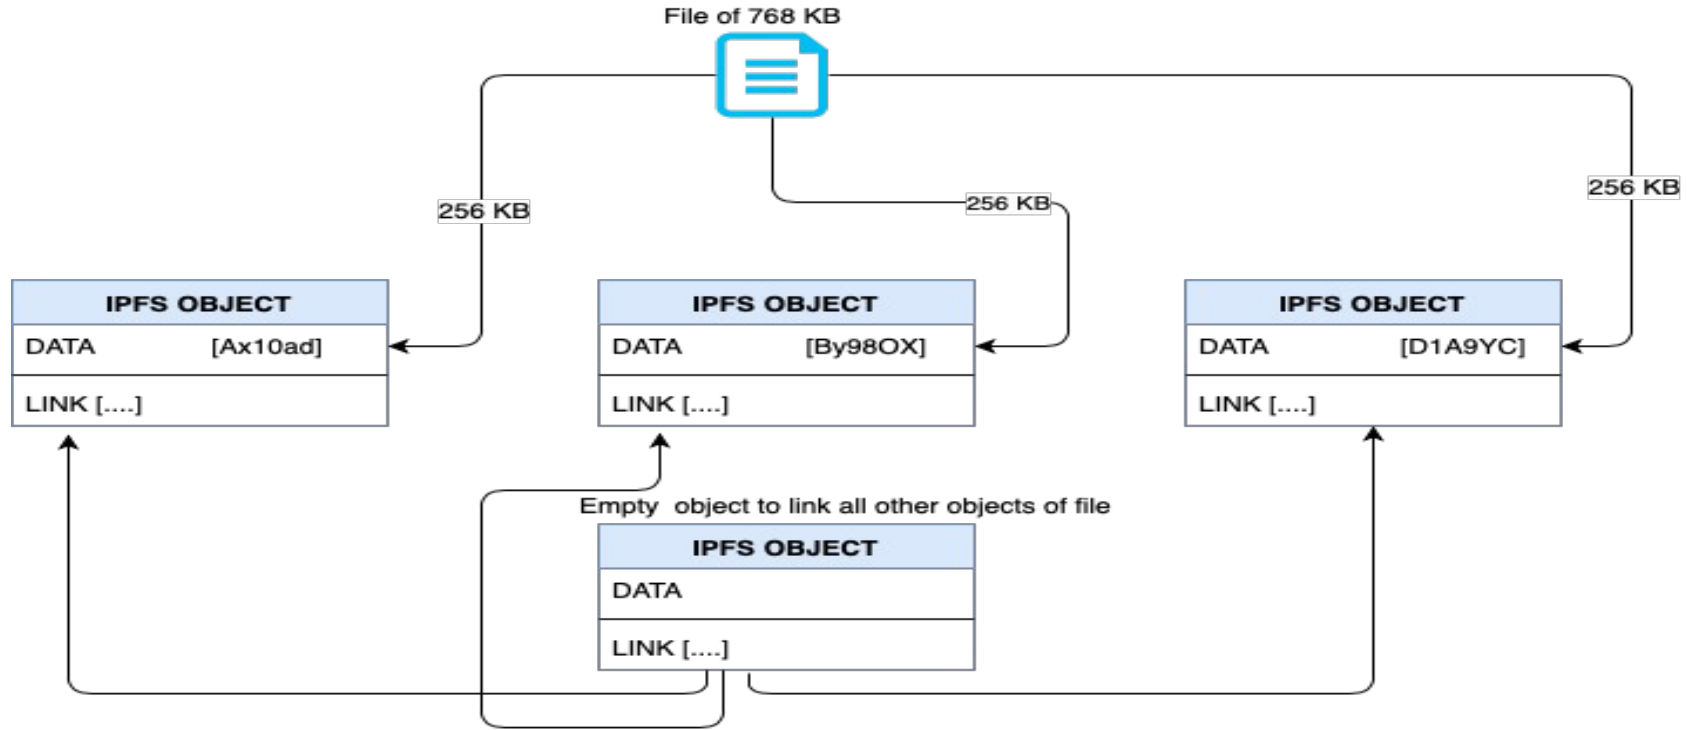 File of 768 KB
256 KB
256 KB
256 KB
IPFS OBJECT
DATA [Ax10ad]
LINK [....]
IPFS OBJECT
DATA [By98OX]
LINK [....]
IPFS OBJECT
DATA [D1A9YC]
LINK [....]
Empty object to link all other objects of file
IPFS OBJECT
DATA
LINK [....]